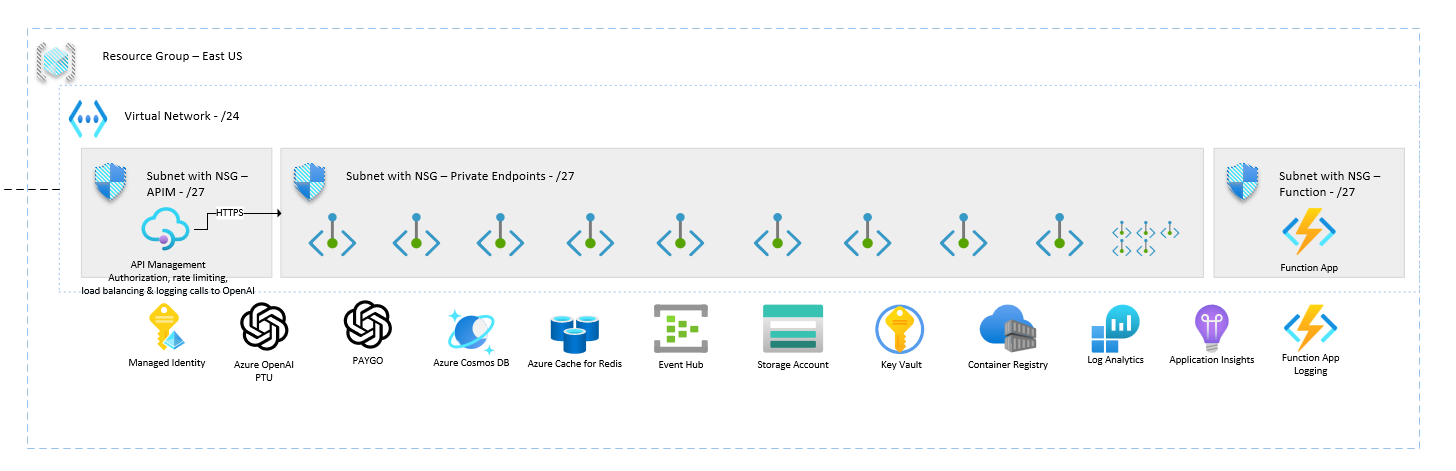 Resource Group – East US
Virtual Network - /24
Subnet with NSG –
APIM - /27
Subnet with NSG – Private Endpoints - /27
Subnet with NSG –
Function - /27
HTTPS
API Management
Authorization, rate limiting,
load balancing & logging calls to OpenAI
Function App
Managed Identity
Azure OpenAI
PTU
PAYGO
Azure Cosmos DB
Azure Cache for Redis
Event Hub
Storage Account
Key Vault
Container Registry
Log Analytics
Application Insights
Function App
Logging